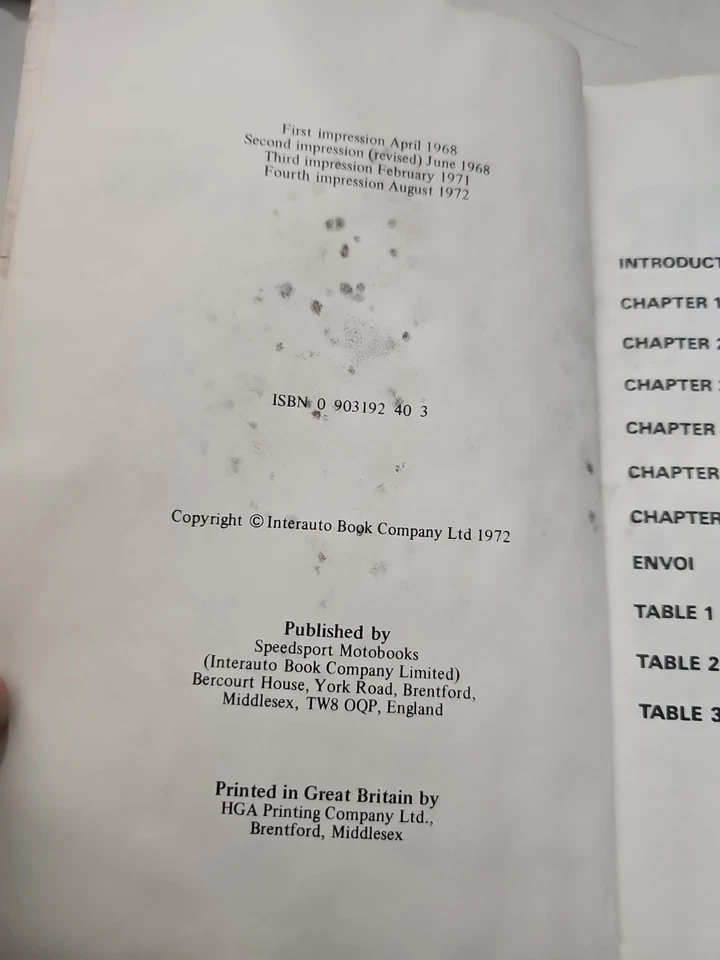 First impression April 1968
Second impression (revised) June 1968
Third impression February 1971
Fourth impression August 1972
ISBN 0 903192 40 3
Copyright © Interauto Book Company Ltd 1972
Published by
Speedsport Motobooks
(Interauto Book Company Limited)
Bercourt House, York Road, Brentford,
Middlesex, TW8 OQP, England
Printed in Great Britain by
HGA Printing Company Ltd.,
Brentford, Middlesex
INTRODUCT
CHAPTER 1
CHAPTER 2
CHAPTER
CHAPTER
CHAPTER
CHAPTER
ENVOI
TABLE 1
TABLE 2
TABLE 3